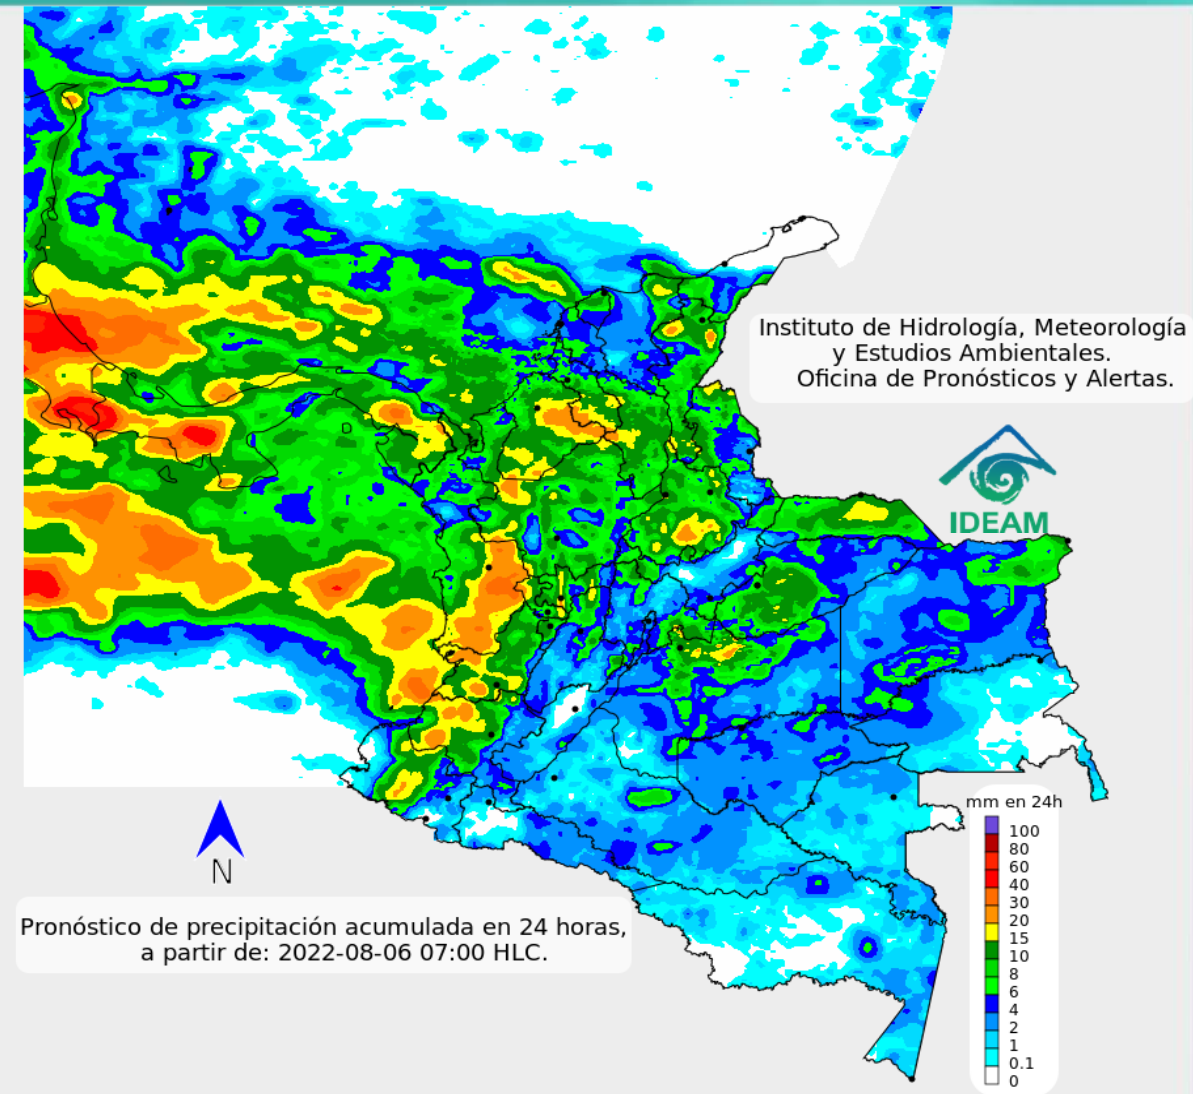 Instituto de Hidrología, Meteorología
y Estudios Ambientales.
Oficina de Pronósticos y Alertas.
IDEAM
mm en 24h
100
80
60
40
30
20
15
10
8
6
4
2
1
0.1
0
N
Pronóstico de precipitación acumulada en 24 horas,
a partir de: 2022-08-06 07:00 HLC.